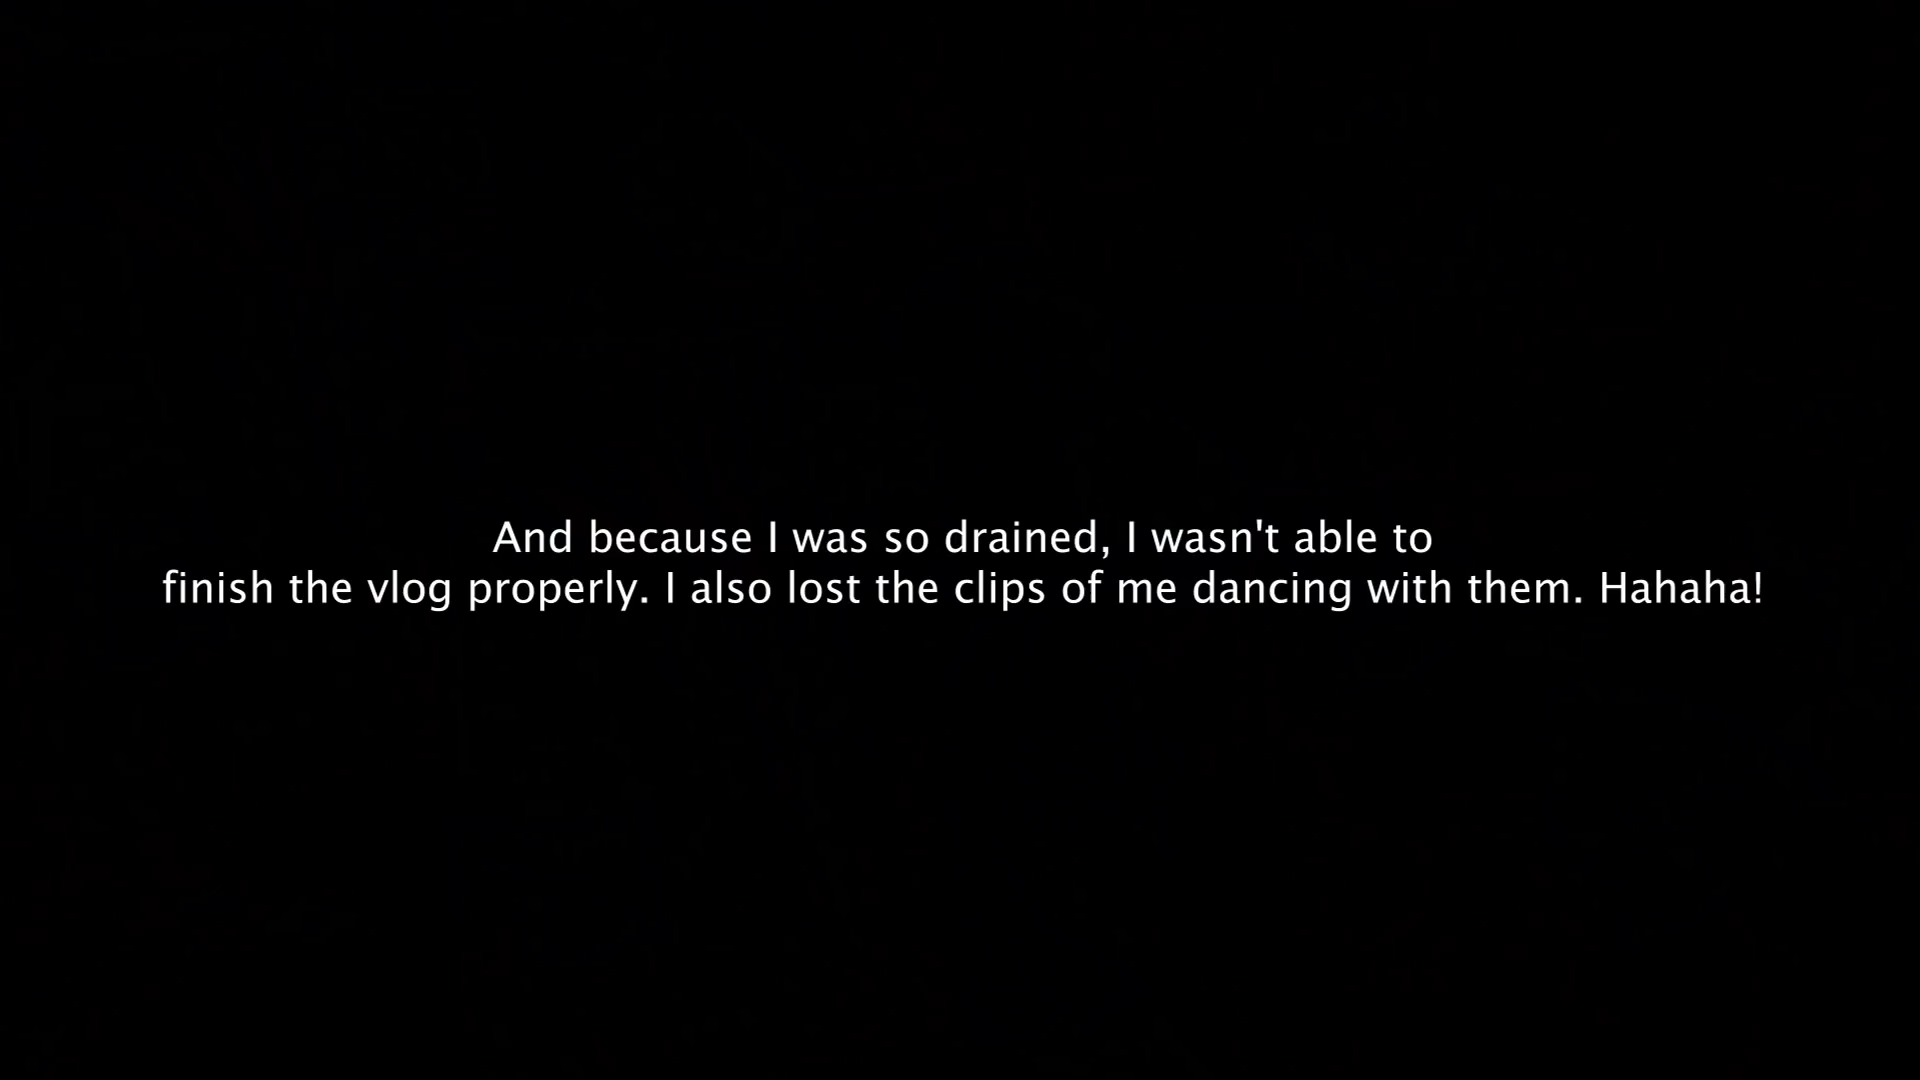 And because I was so drained, I wasn't able to
finish the vlog properly. I also lost the clips of me dancing with them. Hahaha!